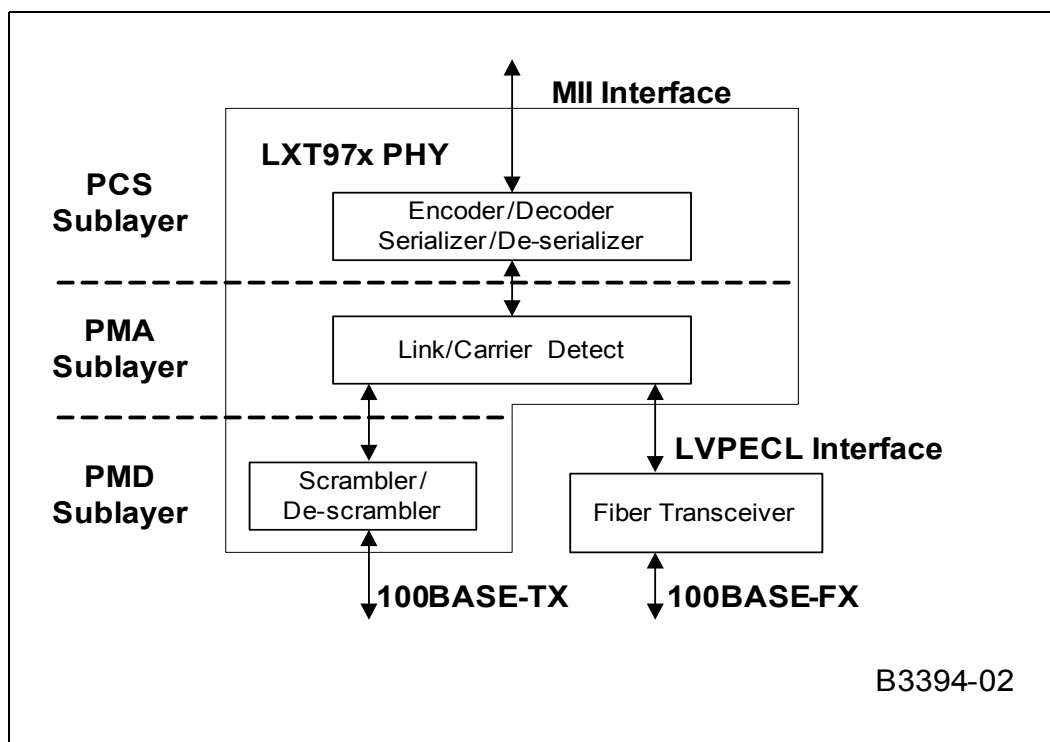 MII Interface
LXT97x PHY
PCS
Sublayer
Encoder/Decoder
Serializer/De-serializer
PMA
Sublayer
Link/Carrier Detect
LVPECL Interface
PMD
Sublayer
Scrambler/
De-scrambler
Fiber Transceiver
100BASE-TX
100BASE-FX
B3394-02